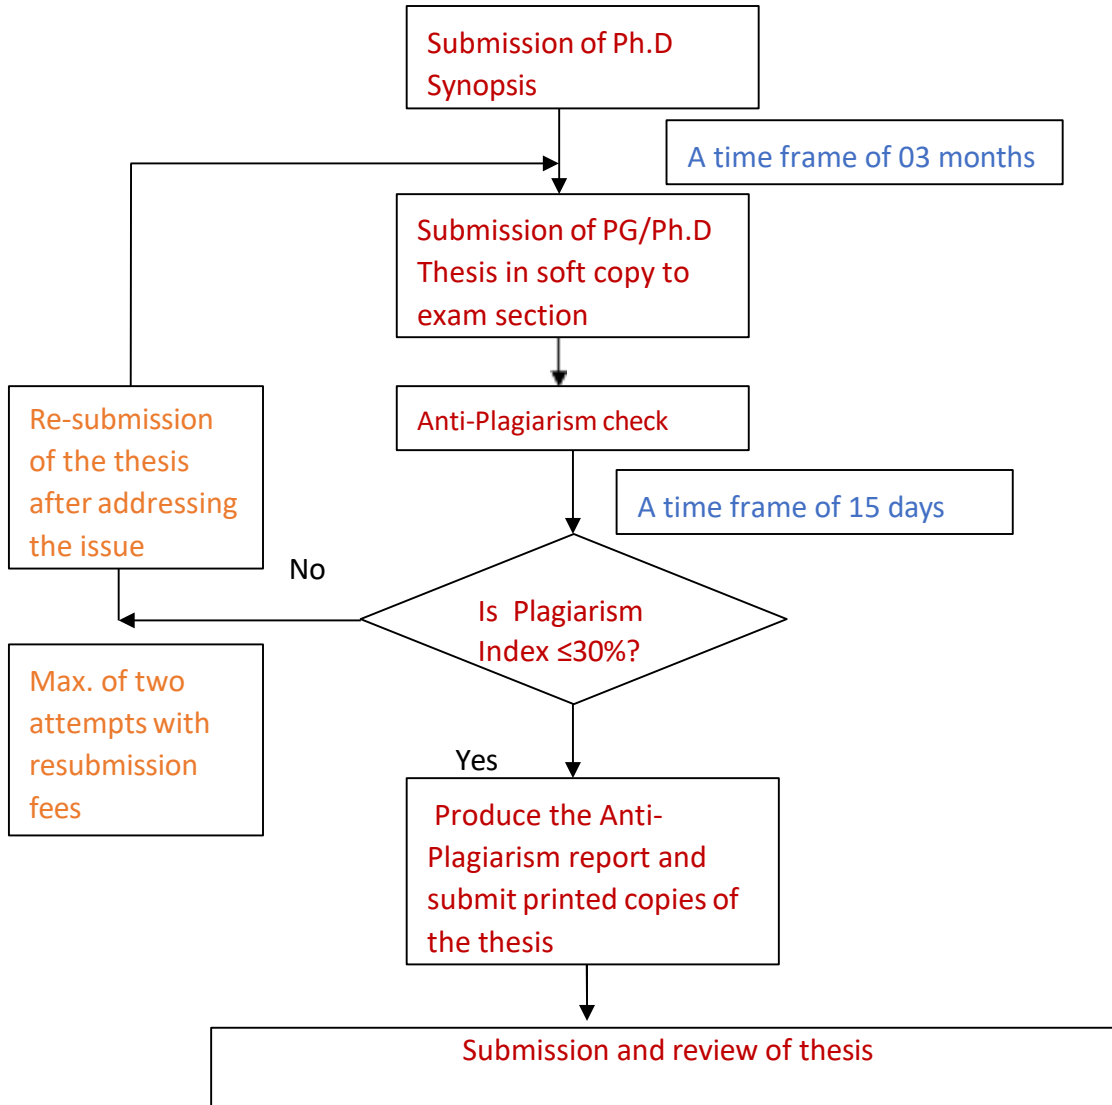 Submission of Ph.D
Synopsis
A time frame of 03 months
Submission of PG/Ph.D
Thesis in soft copy to
exam section
Anti-Plagiarism check
Re-submission
of the thesis
after addressing
the issue
A time frame of 15 days
No
Is Plagiarism
Index ≤30%?
Max. of two
attempts with
resubmission
fees
Yes
Produce the Anti-
Plagiarism report and
submit printed copies of
the thesis
Submission and review of thesis